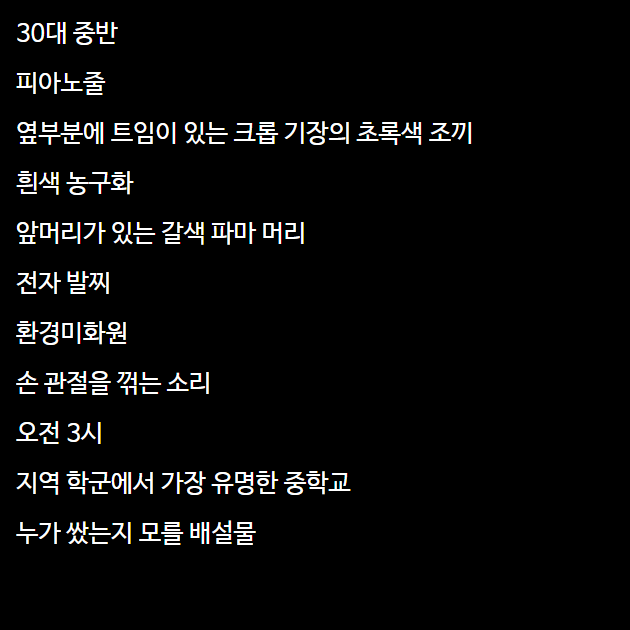 30대 중반
피아노줄
옆부분에 트임이 있는 크롭 기장의 초록색 조끼
흰색 농구화
앞머리가 있는 갈색 파마 머리
전자 발찌
환경미화원
손 관절을 꺾는 소리
오전 3시
지역 학군에서 가장 유명한 중학교
누가 쌌는지 모를 배설물